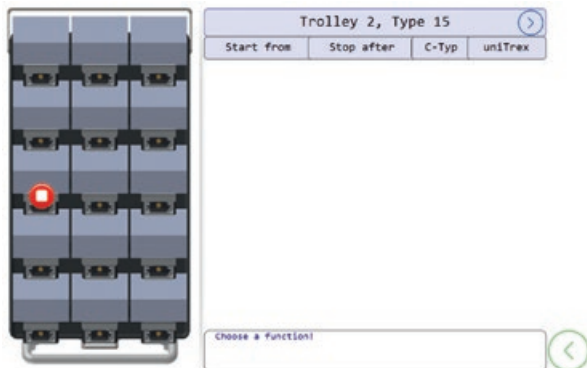 Trolley 2, Type 15
Start from Stop after C-Typ uniTrex
Choose a function!